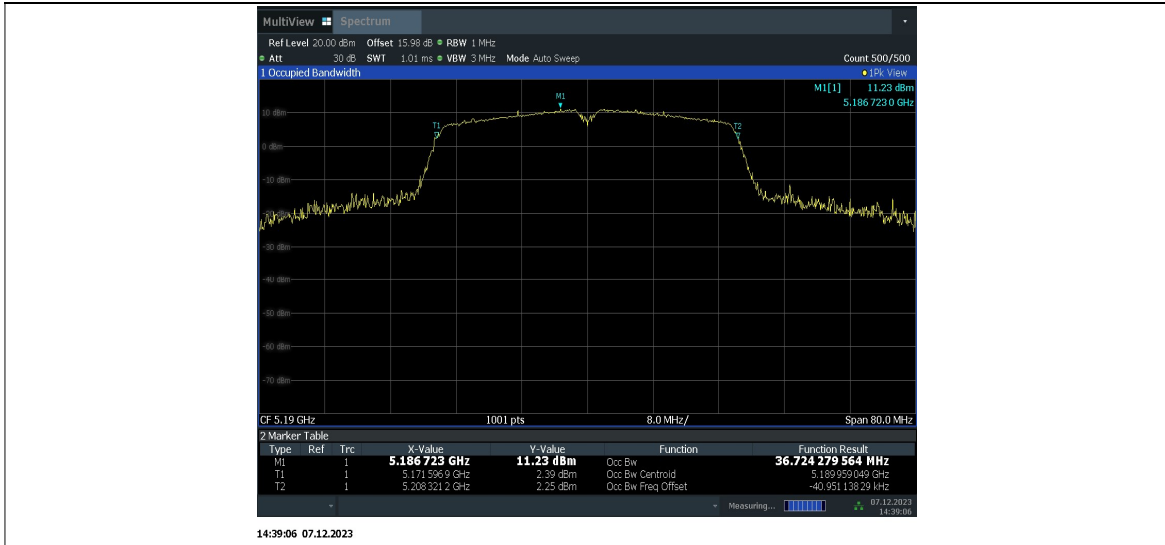 MultiView Spectrum
Ref Level 20.00 dBm Offset 15.98 dB RBW 1 MHz
Att 30 dB SWT 1.01 ms VBW 3 MHz Mode Auto Sweep Count 500/500
1 Occupied Bandwidth 1Pk View
M1[1] 11.23 dBm
5.186 723 0 GHz
M1
10 dBm
T1 T2
0 dBm
-10 dBm
-20 dBm
-30 dBm
-40 dBm
-50 dBm
-60 dBm
-70 dBm
CF 5.19 GHz 1001 pts 8.0 MHz/ Span 80.0 MHz
2 Marker Table
Type Ref Trc X-Value Y-Value Function Function Result
M1 1 5.186 723 GHz 11.23 dBm Occ Bw 36.724 279 564 MHz
T1 1 5.171 596 9 GHz 2.39 dBm Occ Bw Centroid 5.189 959 049 GHz
T2 1 5.208 321 2 GHz 2.25 dBm Occ Bw Freq Offset -40.951 138 29 kHz
Measuring... 07.12.2023
14:39:06
14:39:06 07.12.2023